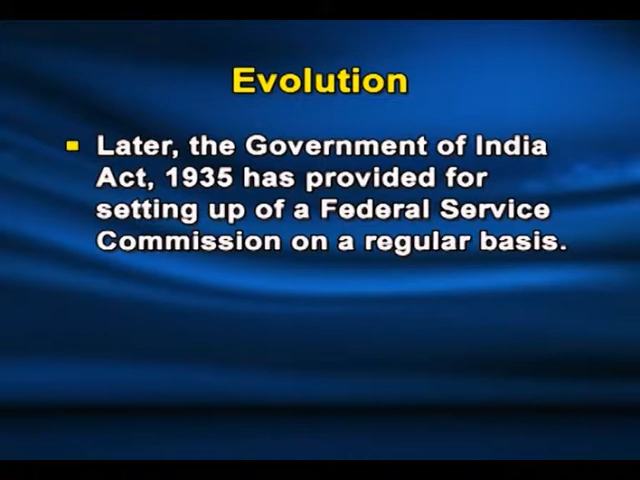 Evolution
Later, the Government of India
Act, 1935 has provided for
setting up of a Federal Service
Commission on a regular basis.